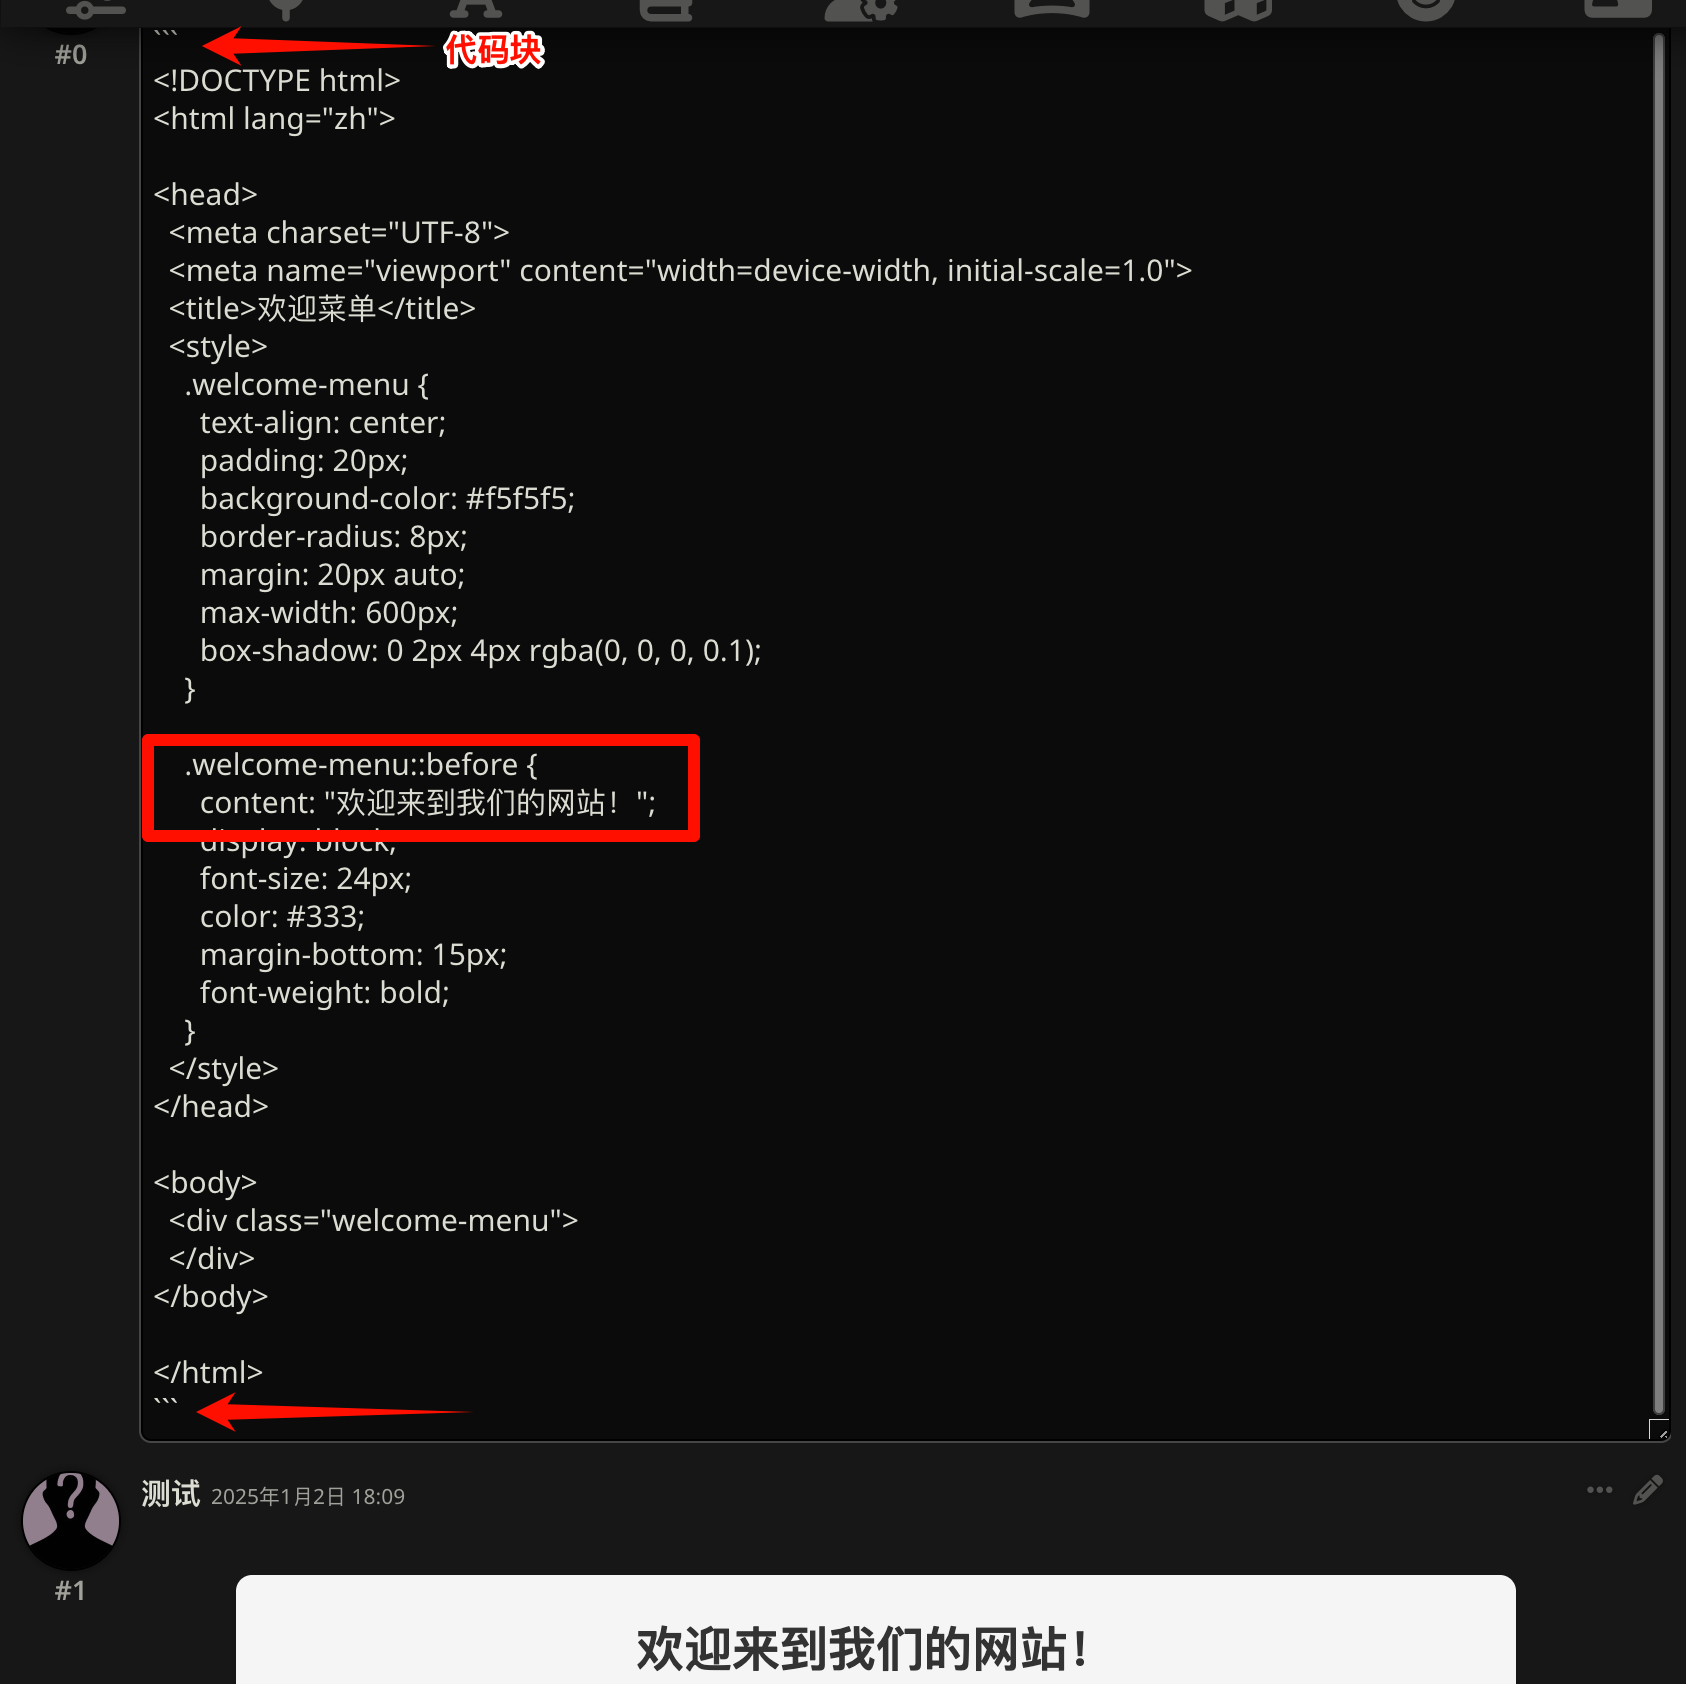 #0
```
代码块
<!DOCTYPE html>
<html lang="zh">
<head>
<meta charset="UTF-8">
<meta name="viewport" content="width=device-width, initial-scale=1.0">
<title>欢迎菜单</title>
<style>
.welcome-menu {
text-align: center;
padding: 20px;
background-color: #f5f5f5;
border-radius: 8px;
margin: 20px auto;
max-width: 600px;
box-shadow: 0 2px 4px rgba(0, 0, 0, 0.1);
}
.welcome-menu::before {
content: "欢迎来到我们的网站！";
display: block;
font-size: 24px;
color: #333;
margin-bottom: 15px;
font-weight: bold;
}
</style>
</head>
<body>
<div class="welcome-menu">
</div>
</body>
</html>
```
测试 2025年1月2日 18:09
#1
欢迎来到我们的网站！